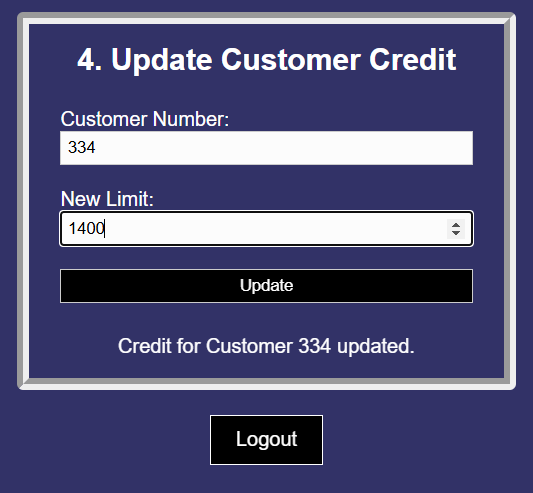 4. Update Customer Credit
Customer Number:
334
New Limit:
1400
Update
Credit for Customer 334 updated.
Logout